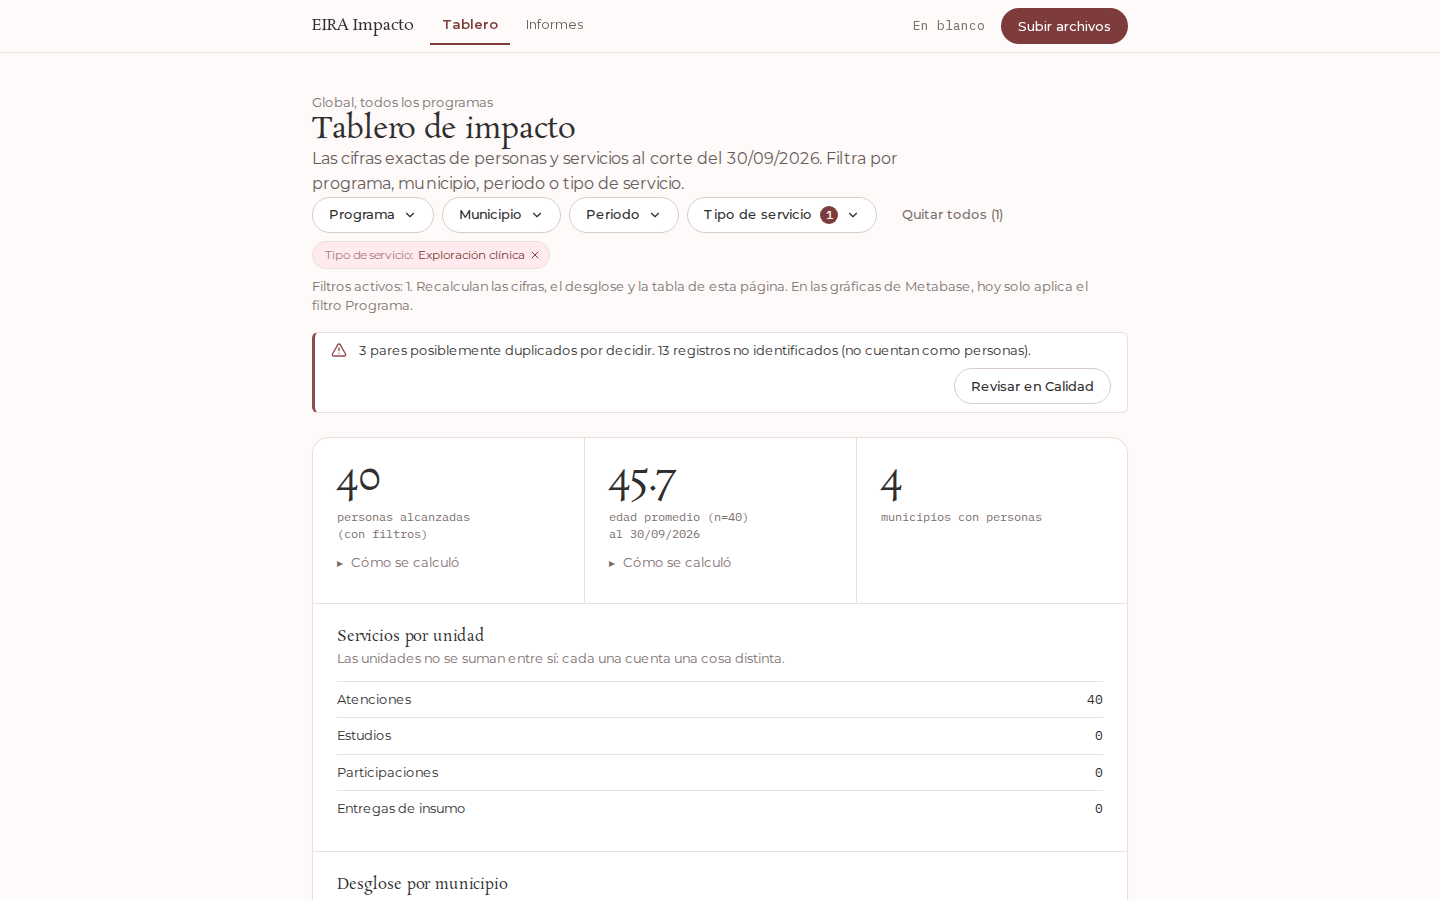 EIRA Impacto
Tablero
Informes
En blanco
Subir archivos
Global, todos los programas
Tablero de impacto
Las cifras exactas de personas y servicios al corte del 30/09/2026. Filtra por
programa, municipio, periodo o tipo de servicio.
Programa
Municipio
Periodo
Tipo de servicio 1
Quitar todos (1)
Tipo de servicio: Exploración clínica
Filtros activos: 1. Recalculan las cifras, el desglose y la tabla de esta página. En las gráficas de Metabase, hoy solo aplica el
filtro Programa.
3 pares posiblemente duplicados por decidir. 13 registros no identificados (no cuentan como personas).
Revisar en Calidad
40
personas alcanzadas
(con filtros)
Cómo se calculó
45.7
edad promedio (n=40)
al 30/09/2026
Cómo se calculó
4
municipios con personas
Servicios por unidad
Las unidades no se suman entre sí: cada una cuenta una cosa distinta.
Atenciones 40
Estudios 0
Participaciones 0
Entregas de insumo 0
Desglose por municipio